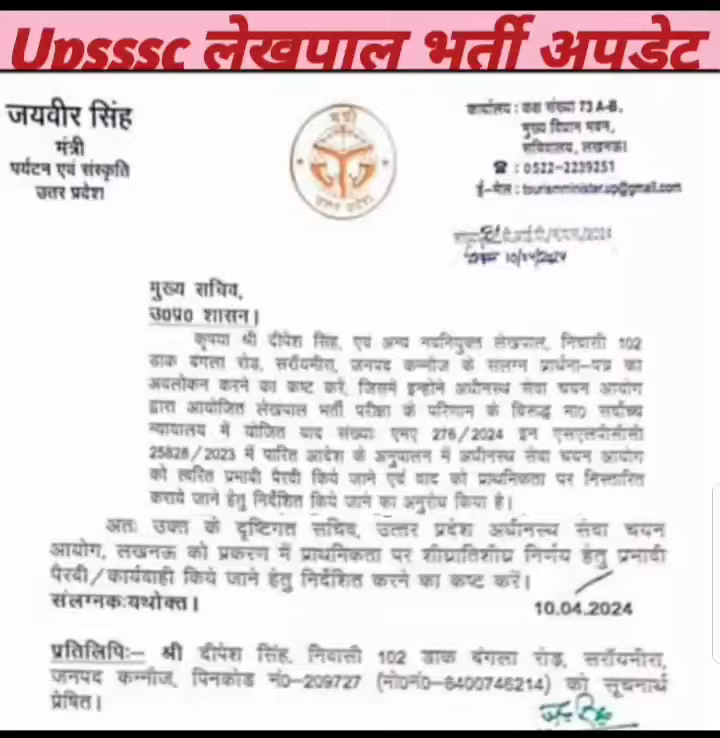 Upsssc लेखपाल भर्ती अपडेट
जयवीर सिंह
मंत्री
पर्यटन एवं संस्कृति
उत्तर प्रदेश
मंत्री
उत्तर प्रदेश
कार्यालय : कक्ष संख्या 73 A-B,
मुख्य विधान भवन,
सचिवालय, लखनऊ।
☎ : 0522-2239251
ई-मेल : tourismminister.up@gmail.com
मुख्य सचिव,
उ0प्र0 शासन।
कृपया श्री दीपेश सिंह, एवं अन्य नवनियुक्त लेखपाल, निवासी 102
डाक बंगला रोड़, सरॉयमीरा, जनपद कन्नौज के संलग्न प्रार्थना-पत्र का
अवलोकन करने का कष्ट करें, जिसमें इन्होंने अधीनस्थ सेवा चयन आयोग
द्वारा आयोजित लेखपाल भर्ती परीक्षा के परिणाम के विरुद्ध मा0 सर्वोच्च
न्यायालय में योजित वाद संख्याः एमए 276/2024 इन एसएलपीसीसी
25828/2023 में पारित आदेश के अनुपालन में अधीनस्थ सेवा चयन आयोग
को त्वरित प्रभावी पैरवी किये जाने एवं वाद को प्राथमिकता पर निस्तारित
कराये जाने हेतु निर्देशित किये जाने का अनुरोध किया है।
अतः उक्त के दृष्टिगत सचिव, उत्तर प्रदेश अधीनस्थ सेवा चयन
आयोग, लखनऊ को प्रकरण में प्राथमिकता पर शीघ्रातिशीघ्र निर्णय हेतु प्रभावी
पैरवी/कार्यवाही किये जाने हेतु निर्देशित करने का कष्ट करें।
संलग्नकःयथोक्त।
10.04.2024
प्रतिलिपिः– श्री दीपेश सिंह, निवासी 102 डाक बंगला रोड़, सरॉयमीरा,
जनपद कन्नौज, पिनकोड नं0-209727 (मो0नं0-8400746214) को सूचनार्थ
प्रेषित।